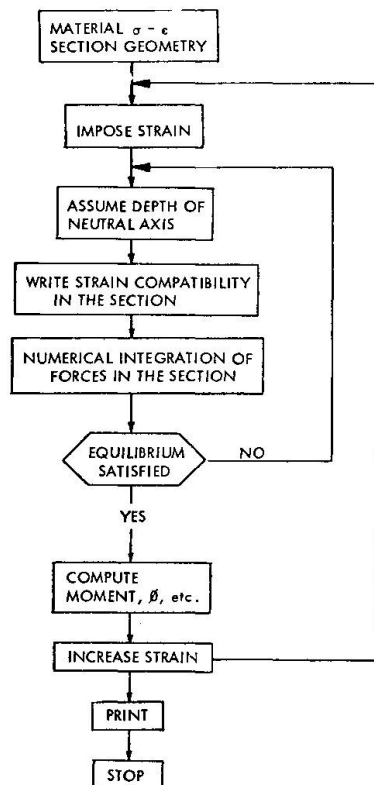 MATERIAL σ - ϵ
SECTION GEOMETRY
IMPOSE STRAIN
ASSUME DEPTH OF
NEUTRAL AXIS
WRITE STRAIN COMPATIBILITY
IN THE SECTION
NUMERICAL INTEGRATION OF
FORCES IN THE SECTION
EQUILIBRIUM
SATISFIED
NO
YES
COMPUTE
MOMENT, Ø, etc.
INCREASE STRAIN
PRINT
STOP